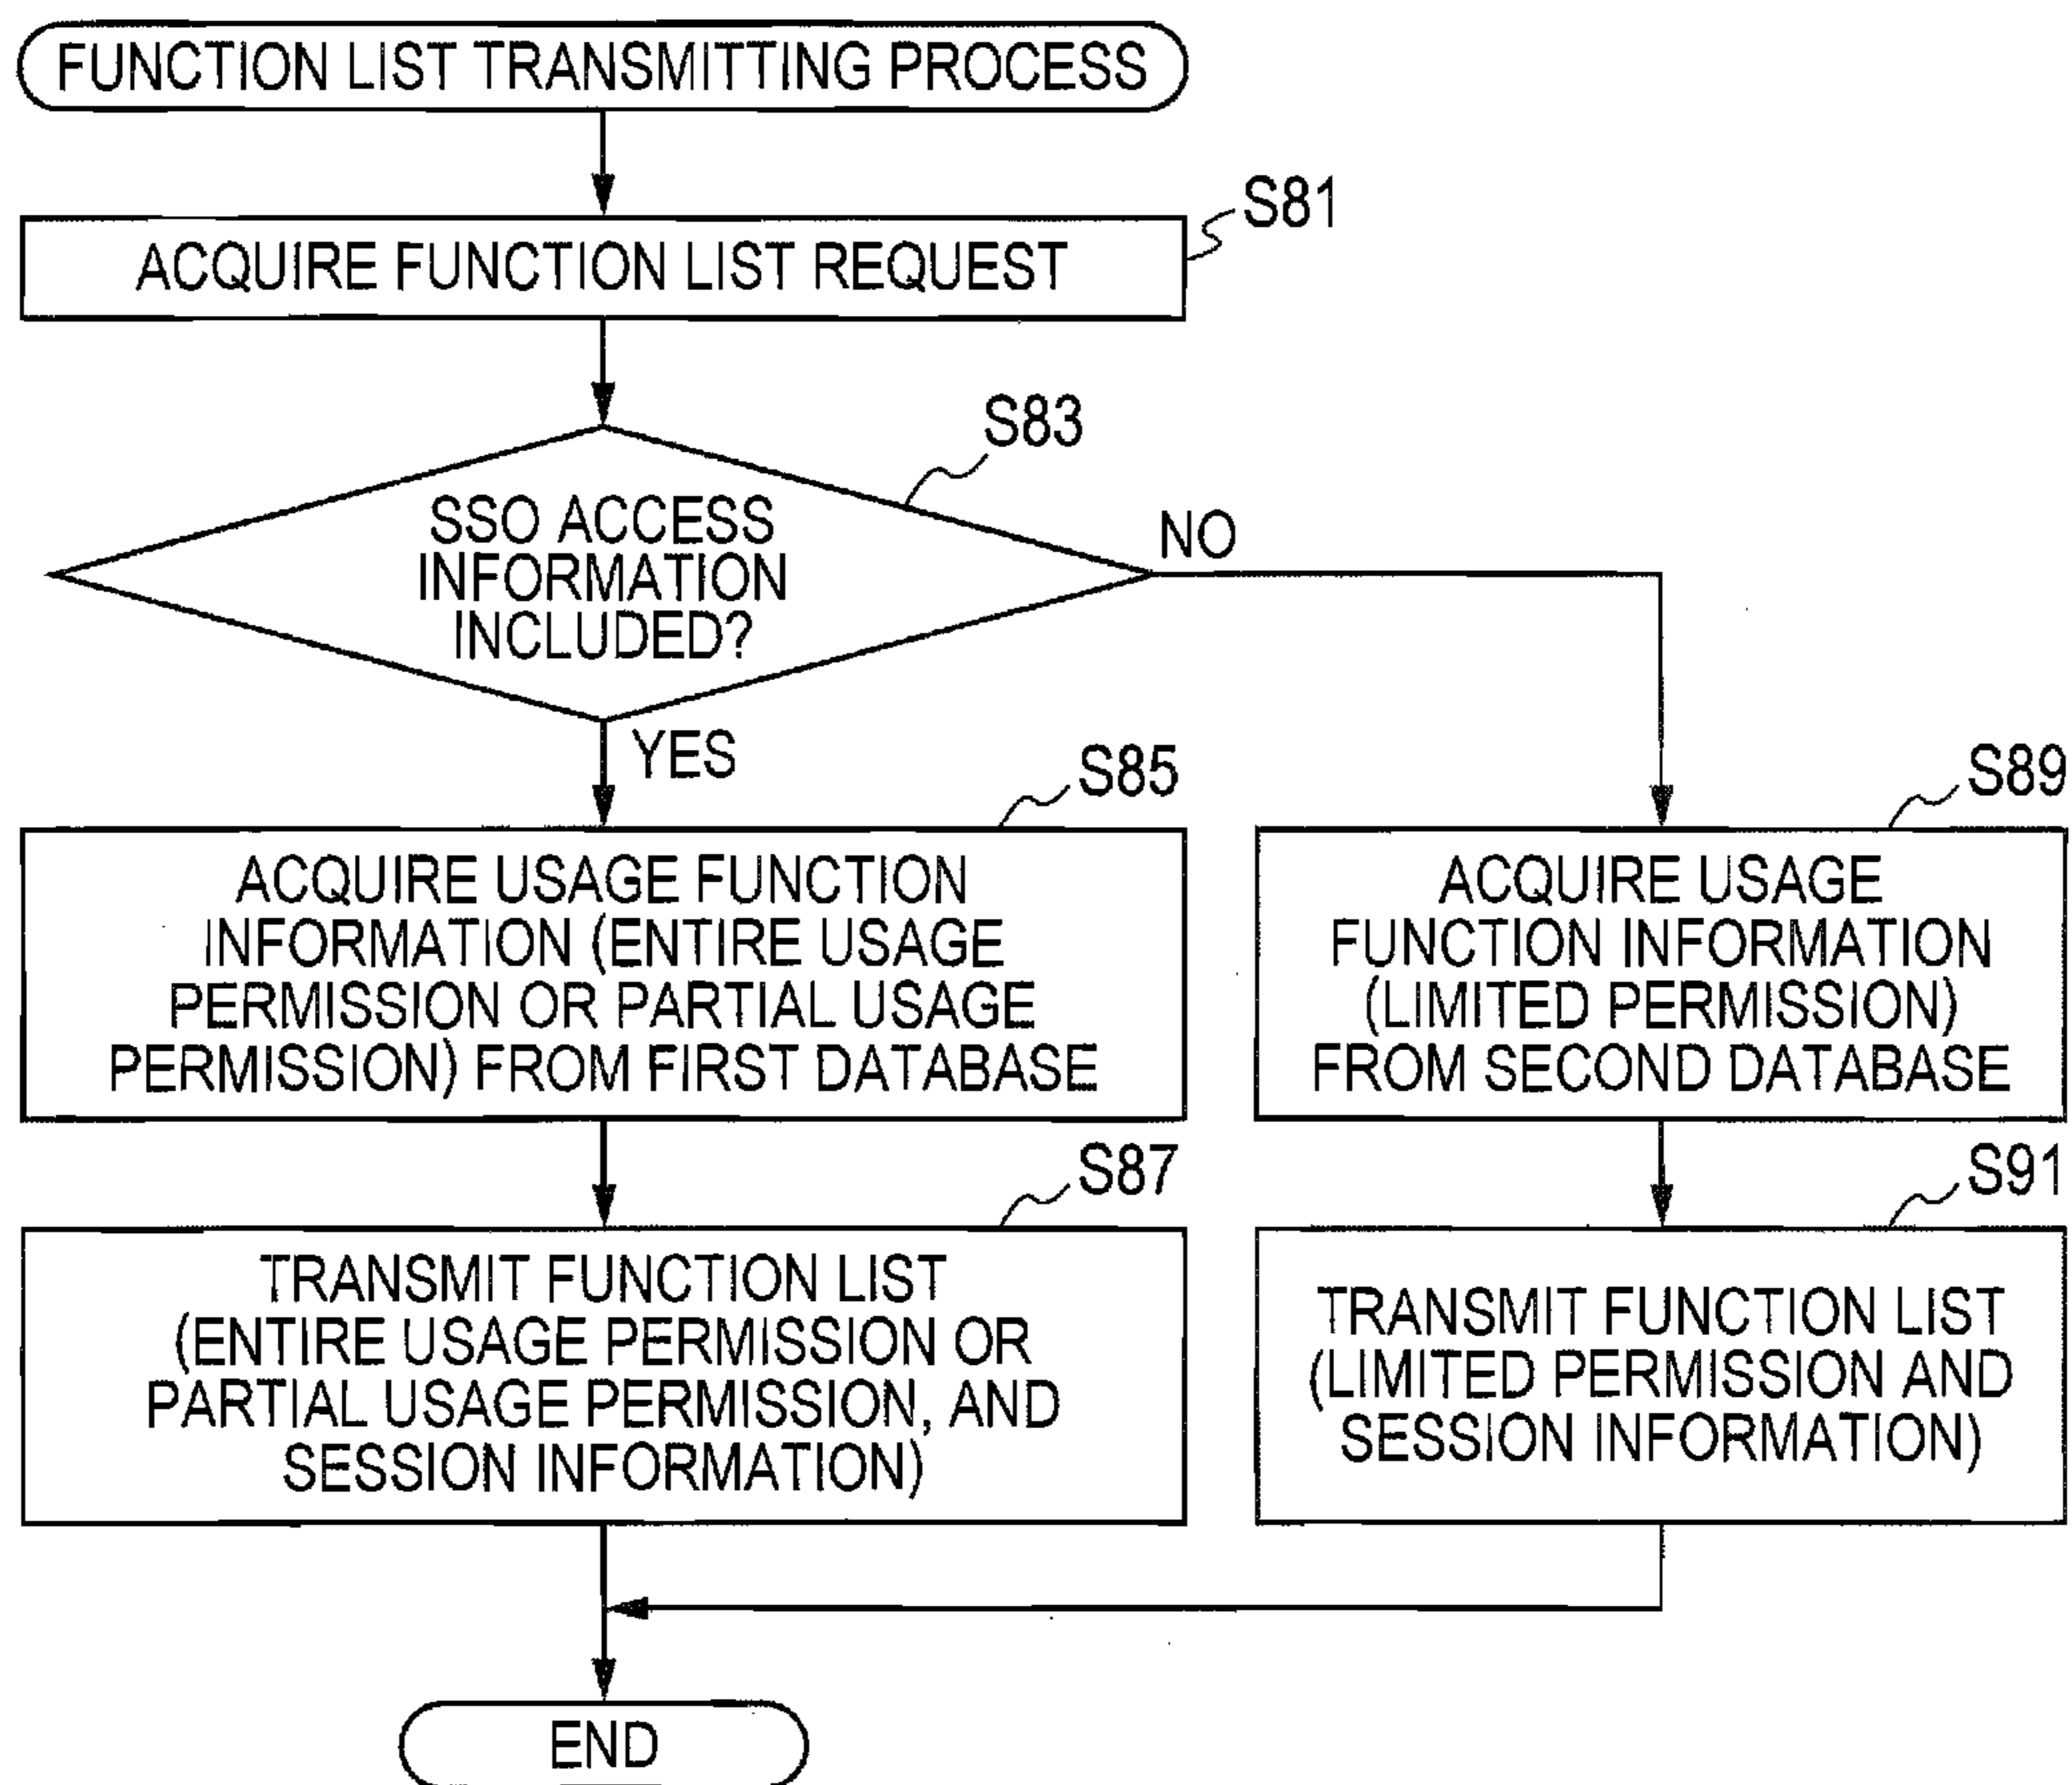 FUNCTION LIST TRANSMITTING PROCESS
S81
ACQUIRE FUNCTION LIST REQUEST
S83
SSO ACCESS
INFORMATION
INCLUDED?
NO
YES
S85
ACQUIRE USAGE FUNCTION
INFORMATION (ENTIRE USAGE
PERMISSION OR PARTIAL USAGE
PERMISSION) FROM FIRST DATABASE
S89
ACQUIRE USAGE
FUNCTION INFORMATION
(LIMITED PERMISSION)
FROM SECOND DATABASE
S87
TRANSMIT FUNCTION LIST
(ENTIRE USAGE PERMISSION OR
PARTIAL USAGE PERMISSION, AND
SESSION INFORMATION)
S91
TRANSMIT FUNCTION LIST
(LIMITED PERMISSION AND
SESSION INFORMATION)
END